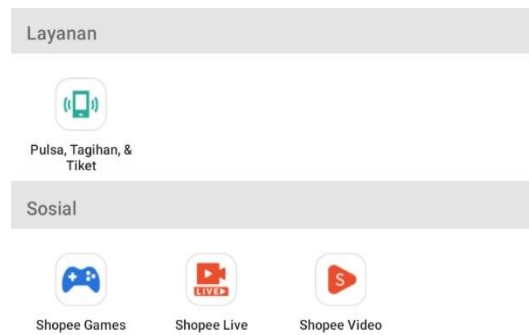 Layanan
Pulsa, Tagihan, &
Tiket
Sosial
LIVE
S
Shopee Games
Shopee Live
Shopee Video